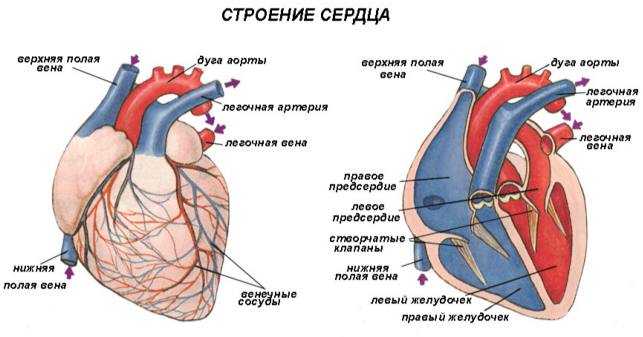 СТРОЕНИЕ СЕРДЦА
верхняя полая
вена
дуга аорты
легочная артерия
легочная вена
нижняя
полая вена
венечные
сосуды
верхняя полая
вена
дуга аорты
легочная
артерия
легочная
вена
правое
предсердие
левое
предсердие
створчатые
клапаны
нижняя
полая вена
левый желудочек
правый желудочек